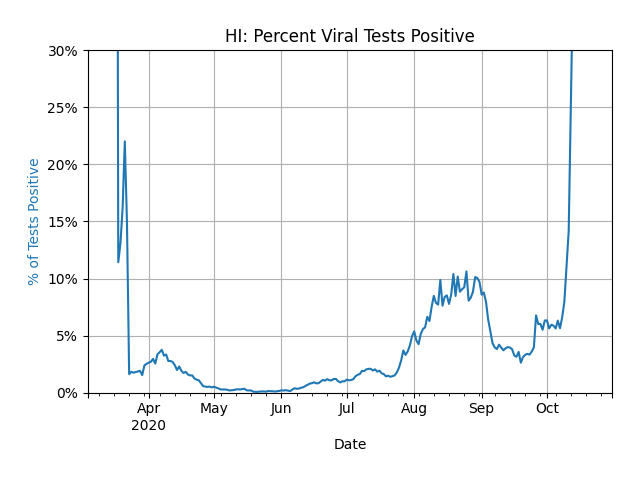 HI: Percent Viral Tests Positive
30%
25%
20%
15%
10%
5%
0%
% of Tests Positive
Apr May Jun Jul Aug Sep Oct
2020
Date